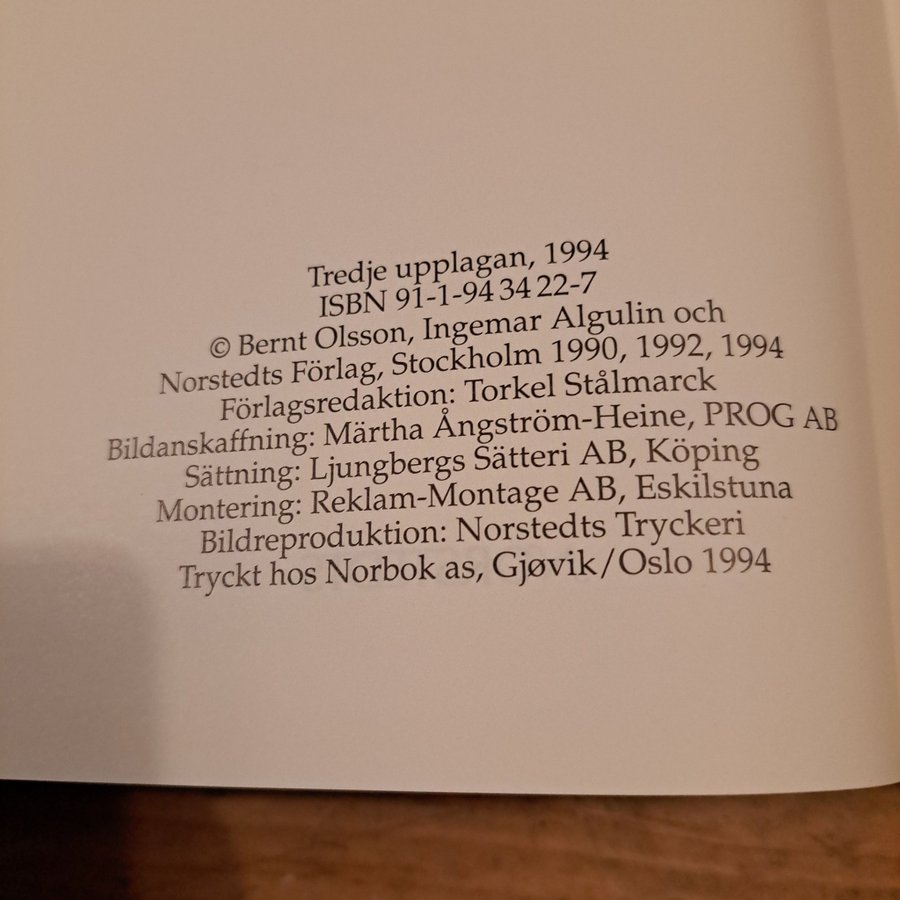 Tredje upplagan, 1994
ISBN 91-1-94 34 22-7
© Bernt Olsson, Ingemar Algulin och
Norstedts Förlag, Stockholm 1990, 1992, 1994
Förlagsredaktion: Torkel Stålmarck
Bildanskaffning: Märtha Ångström-Heine, PROG AB
Sättning: Ljungbergs Sätteri AB, Köping
Montering: Reklam-Montage AB, Eskilstuna
Bildreproduktion: Norstedts Tryckeri
Tryckt hos Norbok as, Gjøvik/Oslo 1994